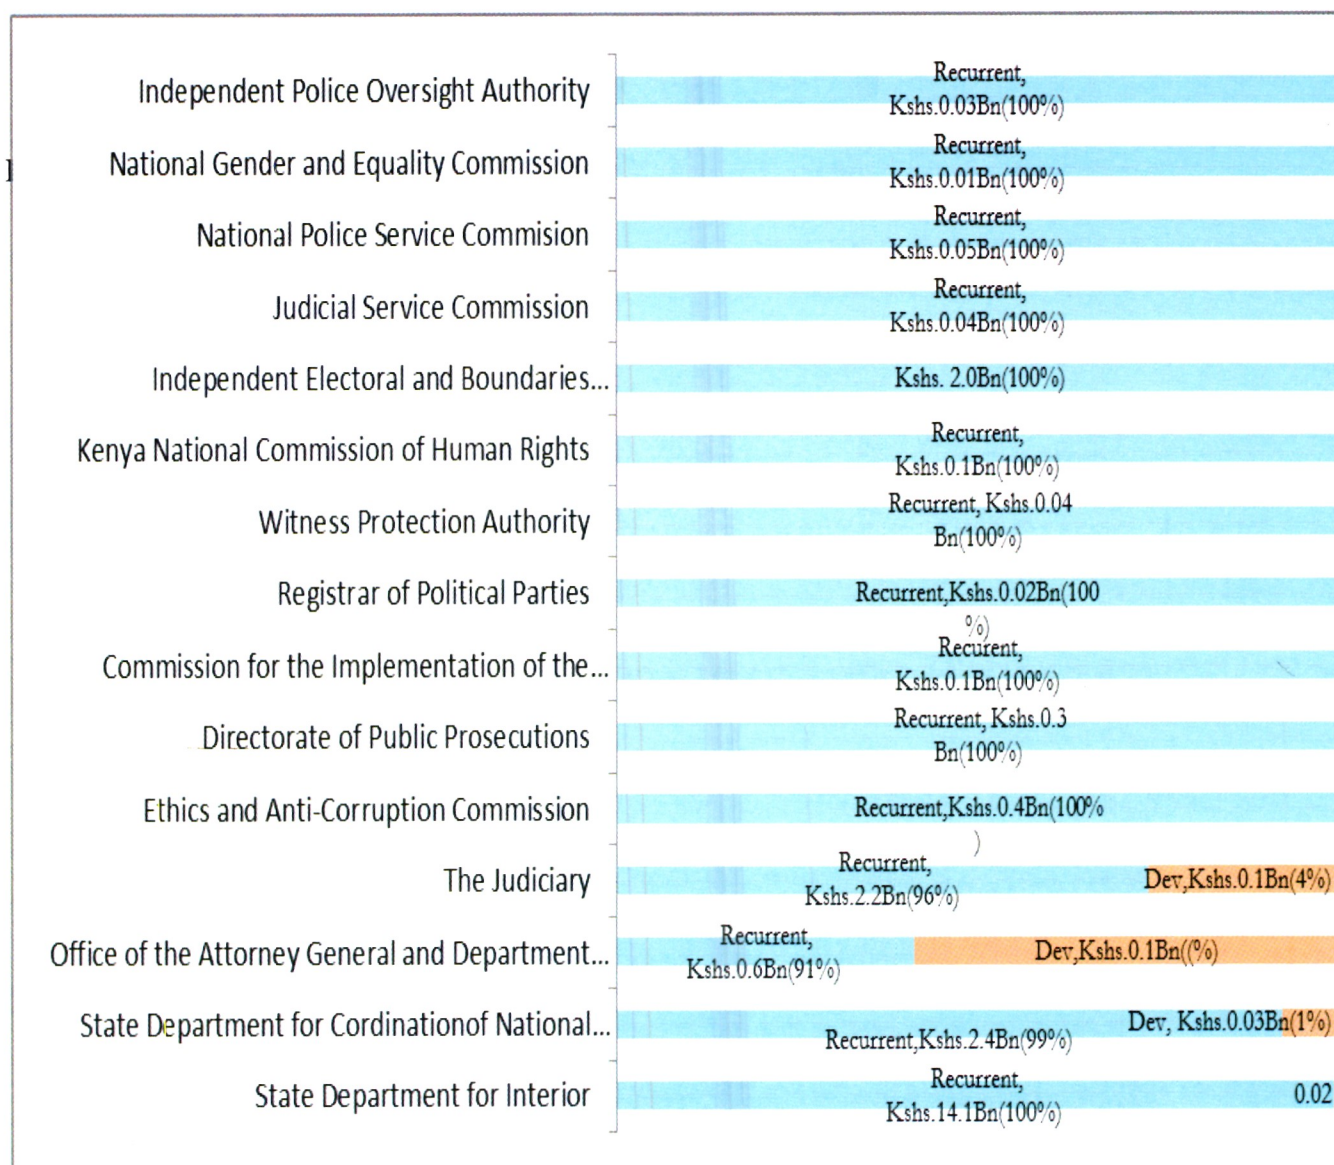 Independent Police Oversight Authority
Recurrent,
Kshs.0.03Bn(100%)
National Gender and Equality Commission
Recurrent,
Kshs.0.01Bn(100%)
National Police Service Commision
Recurrent,
Kshs.0.05Bn(100%)
Judicial Service Commission
Recurrent,
Kshs.0.04Bn(100%)
Independent Electoral and Boundaries...
Kshs. 2.0Bn(100%)
Kenya National Commission of Human Rights
Recurrent,
Kshs.0.1Bn(100%)
Witness Protection Authority
Recurrent, Kshs.0.04
Bn(100%)
Registrar of Political Parties
Recurrent,Kshs.0.02Bn(100
%)
Commission for the Implementation of the...
Recurent,
Kshs.0.1Bn(100%)
Directorate of Public Prosecutions
Recurrent, Kshs.0.3
Bn(100%)
Ethics and Anti-Corruption Commission
Recurrent,Kshs.0.4Bn(100%
)
The Judiciary
Recurrent,
Kshs.2.2Bn(96%)
Dev,Kshs.0.1Bn(4%)
Office of the Attorney General and Department...
Recurrent,
Kshs.0.6Bn(91%)
Dev,Kshs.0.1Bn((%)
State Department for Cordinationof National...
Recurrent,Kshs.2.4Bn(99%)
Dev, Kshs.0.03Bn(1%)
State Department for Interior
Recurrent,
Kshs.14.1Bn(100%)
0.02